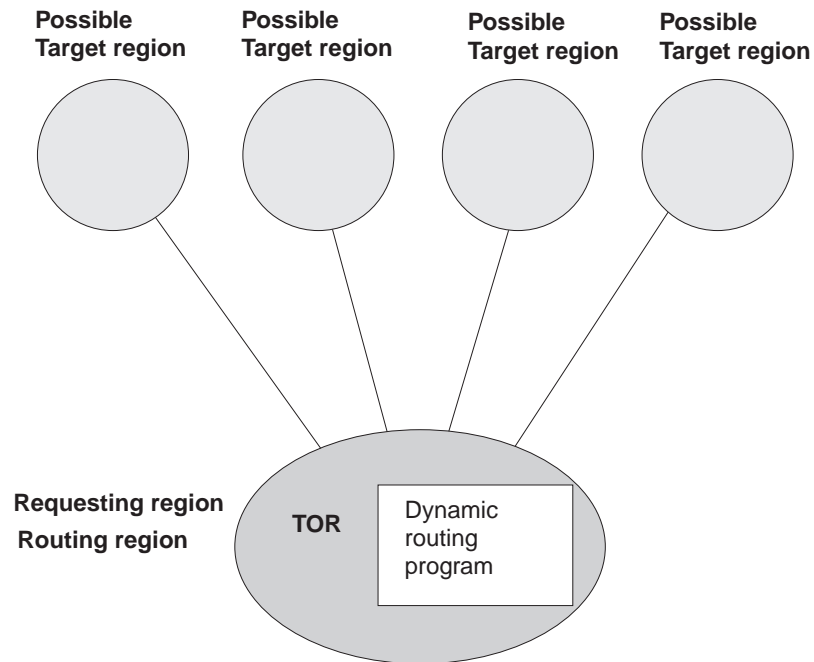 Possible
Target region
Possible
Target region
Possible
Target region
Possible
Target region
Requesting region
Routing region
TOR
Dynamic
routing
program